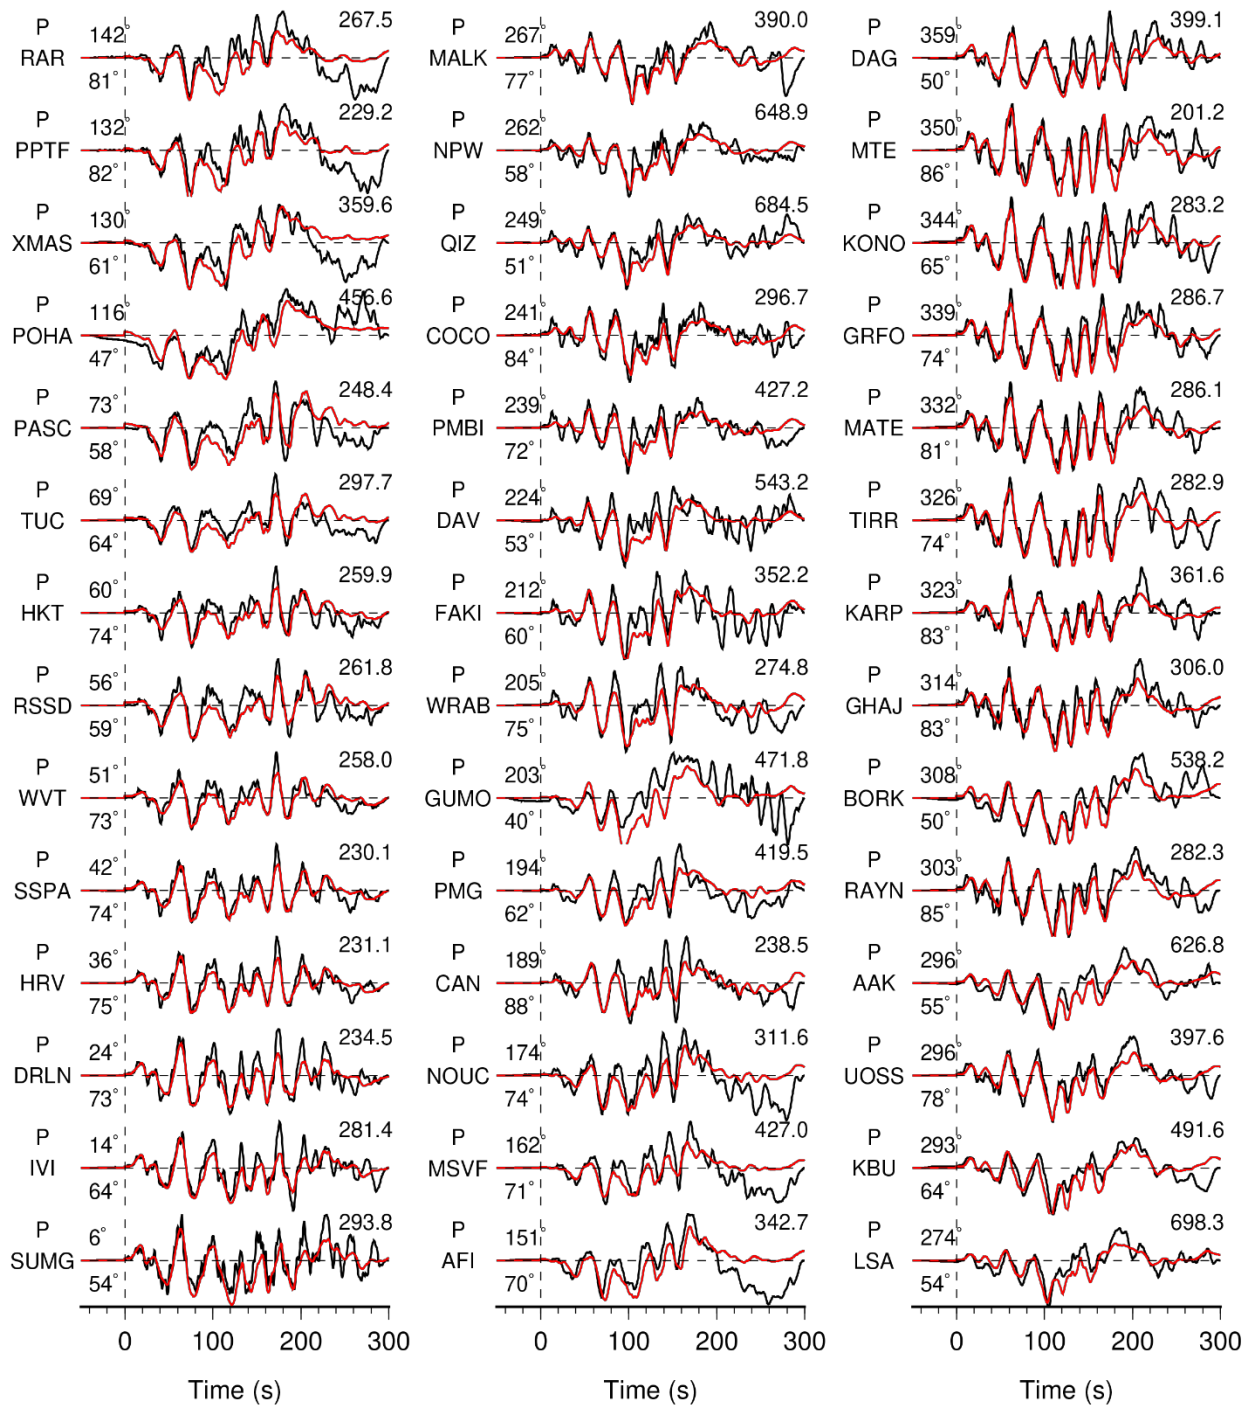 P 267.5
142°
RAR
81°
P 229.2
132°
PPTF
82°
P 359.6
130°
XMAS
61°
P 456.6
116°
POHA
47°
P 248.4
73°
PASC
58°
P 297.7
69°
TUC
64°
P 259.9
60°
HKT
74°
P 261.8
56°
RSSD
59°
P 258.0
51°
WVT
73°
P 230.1
42°
SSPA
74°
P 231.1
36°
HRV
75°
P 234.5
24°
DRLN
73°
P 281.4
14°
IVI
64°
P 293.8
6°
SUMG
54°
0 100 200 300
Time (s)
P 390.0
267°
MALK
77°
P 648.9
262°
NPW
58°
P 684.5
249°
QIZ
51°
P 296.7
241°
COCO
84°
P 427.2
239°
PMBI
72°
P 543.2
224°
DAV
53°
P 352.2
212°
FAKI
60°
P 274.8
205°
WRAB
75°
P 471.8
203°
GUMO
40°
P 419.5
194°
PMG
62°
P 238.5
189°
CAN
88°
P 311.6
174°
NOUC
74°
P 427.0
162°
MSVF
71°
P 342.7
151°
AFI
70°
0 100 200 300
Time (s)
P 399.1
359°
DAG
50°
P 201.2
350°
MTE
86°
P 283.2
344°
KONO
65°
P 286.7
339°
GRFO
74°
P 286.1
332°
MATE
81°
P 282.9
326°
TIRR
74°
P 361.6
323°
KARP
83°
P 306.0
314°
GHAJ
83°
P 538.2
308°
BORK
50°
P 282.3
303°
RAYN
85°
P 626.8
296°
AAK
55°
P 397.6
296°
UOSS
78°
P 491.6
293°
KBU
64°
P 698.3
274°
LSA
54°
0 100 200 300
Time (s)